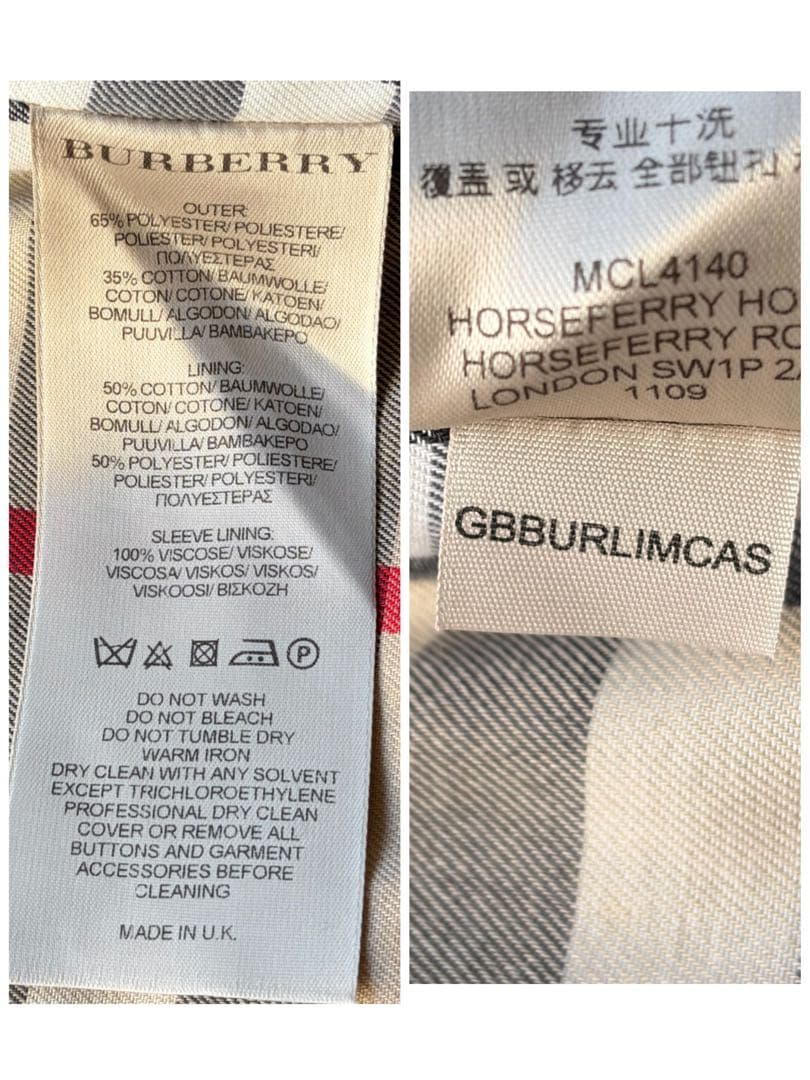 BURBERRY
OUTER:
65% POLYESTER/ POLIESTERE/
POLIESTER/ POLYESTERI/
ΠΟΛΥΕΣΤΕΡΑΣ
35% COTTON/ BAUMWOLLE/
COTON/ COTONE/ KATOEN/
BOMULL/ ALGODON/ ALGODAO/
PUUVILLA/ BAMBAKEPO
LINING:
50% COTTON/ BAUMWOLLE/
COTON/ COTONE/ KATOEN/
BOMULL/ ALGODON/ ALGODAO/
PUUVILLA/ BAMBAKEPO
50% POLYESTER/ POLIESTERE/
POLIESTER/ POLYESTERI/
ΠΟΛΥΕΣΤΕΡΑΣ
SLEEVE LINING:
100% VISCOSE/ VISKOSE/
VISCOSA/ VISKOS/ VISKOS/
VISKOOSI/ ΒΙΣΚΟΖΗ
P
DO NOT WASH
DO NOT BLEACH
DO NOT TUMBLE DRY
WARM IRON
DRY CLEAN WITH ANY SOLVENT
EXCEPT TRICHLOROETHYLENE
PROFESSIONAL DRY CLEAN
COVER OR REMOVE ALL
BUTTONS AND GARMENT
ACCESSORIES BEFORE
CLEANING
MADE IN U.K.
专业十洗
覆盖 或 移云 全部钮扣
MCL4140
HORSEFERRY HO
HORSEFERRY RO
LONDON SW1P 2
1109
GBBURLIMCAS